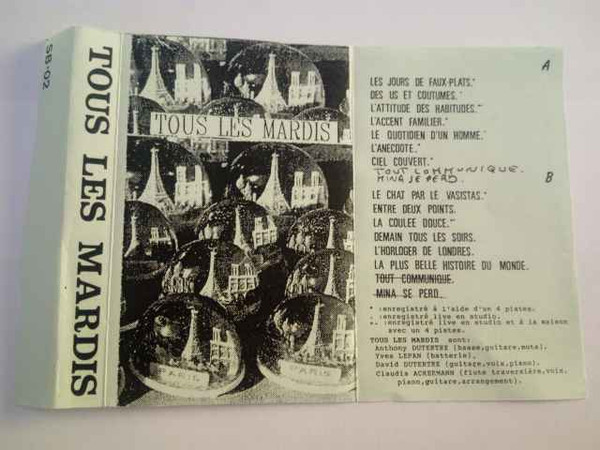 SB-02
TOUS LES MARDIS
TOUS LES MARDIS
PARIS
PARIS
A
LES JOURS DE FAUX-PLATS.*
DES US ET COUTUMES.
L'ATTITUDE DES HABITUDES.
L'ACCENT FAMILIER.
LE QUOTIDIEN D'UN HOMME.
L'ANECDOTE.
CIEL COUVERT.
TOUT COMMUNIQUE.
MINA SE PERD
B
LE CHAT PAR LE VASISTAS.
ENTRE DEUX POINTS.
LA COULEE DOUCE.
DEMAIN TOUS LES SOIRS.
L'HORLOGER DE LONDRES.
LA PLUS BELLE HISTOIRE DU MONDE.
TOUT COMMUNIQUE.
MINA SE PERD.
* :enregistré à l'aide d'un 4 pistes.
:enregistré live en studio.
:enregistré live en studio et à la maison
avec un 4 pistes.
TOUS LES MARDIS sont:
Anthony DUTERTRE (basse,guitare,mots),
Yves LEPAN (batterie),
David DUTERTRE (guitare,voix,piano).
Claudia ACKERMANN (flute traversière,voix,
piano,guitare,arrangement).